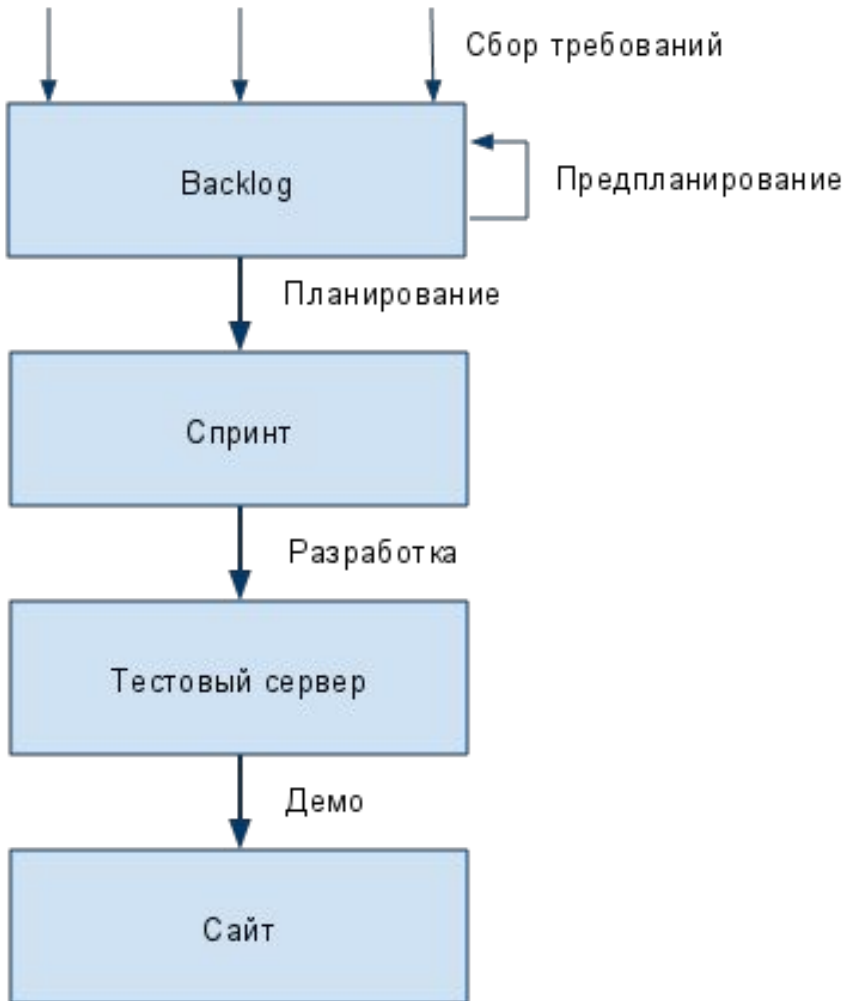 Сбор требований
Backlog
Предпланирование
Планирование
Спринт
Разработка
Тестовый сервер
Демо
Сайт